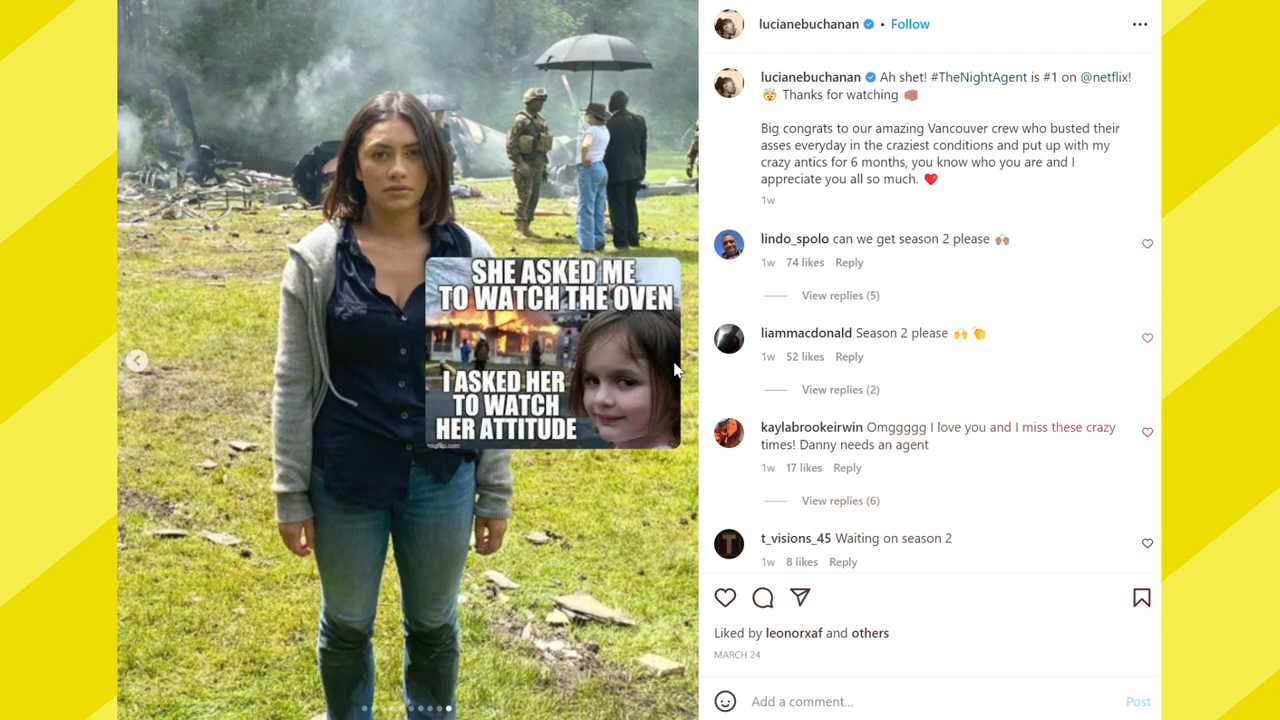 SHE ASKED ME
TO WATCH THE OVEN
I ASKED HER
TO WATCH
HER ATTITUDE
imgflip.com
lucianebuchanan • Follow
lucianebuchanan Ah shet! #TheNightAgent is #1 on @netflix!
🤯 Thanks for watching 👊🏽
Big congrats to our amazing Vancouver crew who busted their
asses everyday in the craziest conditions and put up with my
crazy antics for 6 months, you know who you are and I
appreciate you all so much. ❤️
1w
lindo_spolo can we get season 2 please 🙌🏽
1w 74 likes Reply
View replies (5)
liammacdonald Season 2 please 🙌 👏
1w 52 likes Reply
View replies (2)
kaylabrookeirwin Omggggg I love you and I miss these crazy
times! Danny needs an agent
1w 17 likes Reply
View replies (6)
t_visions_45 Waiting on season 2
1w 8 likes Reply
Liked by leonorxaf and others
MARCH 24
Add a comment... Post